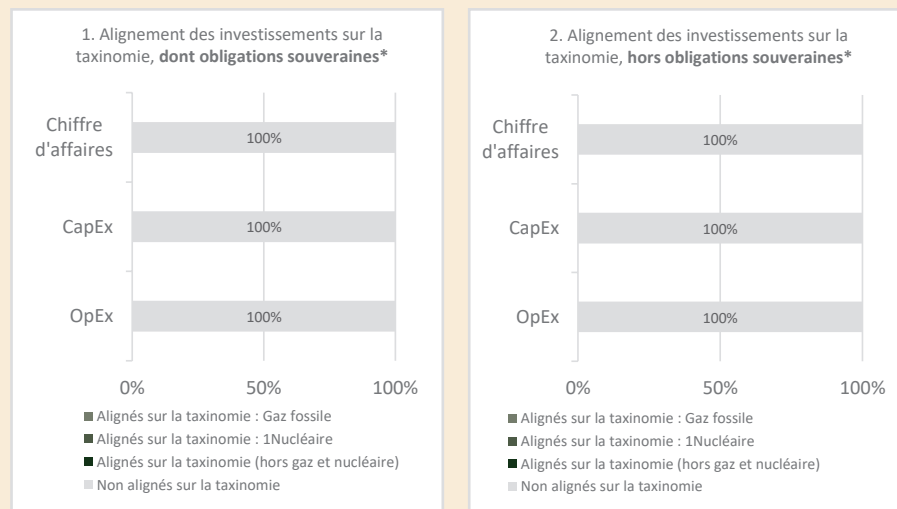 1. Alignement des investissements sur la
taxinomie, dont obligations souveraines*
Chiffre
d'affaires
100%
CapEx
100%
OpEx
100%
0%
50%
100%
Alignés sur la taxinomie : Gaz fossile
Alignés sur la taxinomie : 1Nucléaire
Alignés sur la taxinomie (hors gaz et nucléaire)
Non alignés sur la taxinomie
2. Alignement des investissements sur la
taxinomie, hors obligations souveraines*
Chiffre
d'affaires
100%
CapEx
100%
OpEx
100%
0%
50%
100%
Alignés sur la taxinomie : Gaz fossile
Alignés sur la taxinomie : 1Nucléaire
Alignés sur la taxinomie (hors gaz et nucléaire)
Non alignés sur la taxinomie